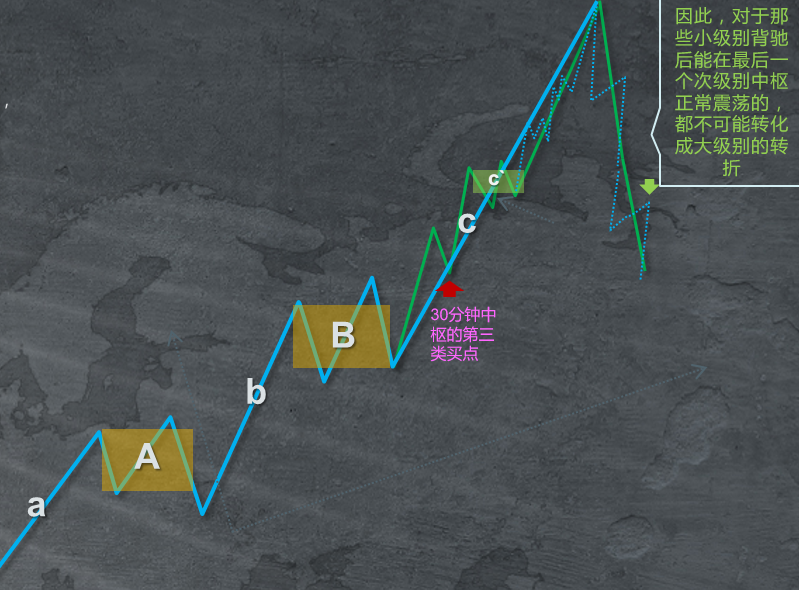 因此，对于那
些小级别背驰
后能在最后一
个次级别中枢
正常震荡的，
都不可能转化
成大级别的转
折
c'
c
30分钟中
枢的第三
类买点
B
b
A
a